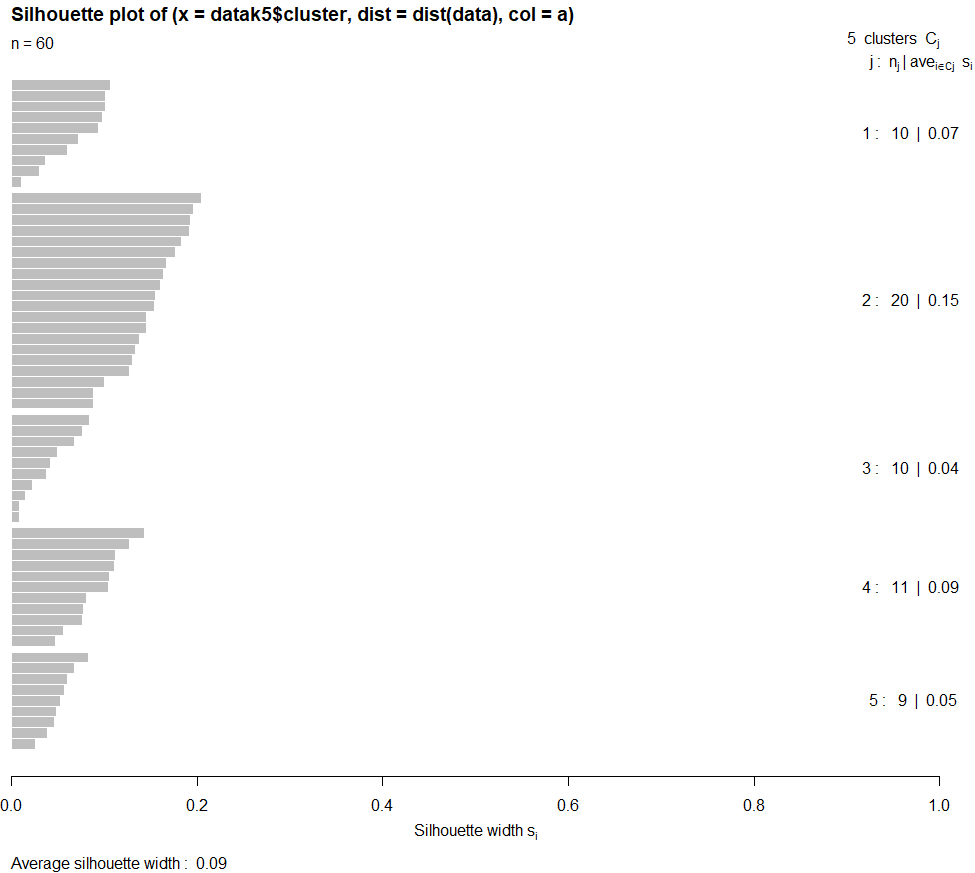 Silhouette plot of (x = datak5$cluster, dist = dist(data), col = a)
n = 60
5 clusters Cj
j : nj | avei∈Cj si
1 : 10 | 0.07
2 : 20 | 0.15
3 : 10 | 0.04
4 : 11 | 0.09
5 : 9 | 0.05
0.0 0.2 0.4 0.6 0.8 1.0
Silhouette width si
Average silhouette width : 0.09